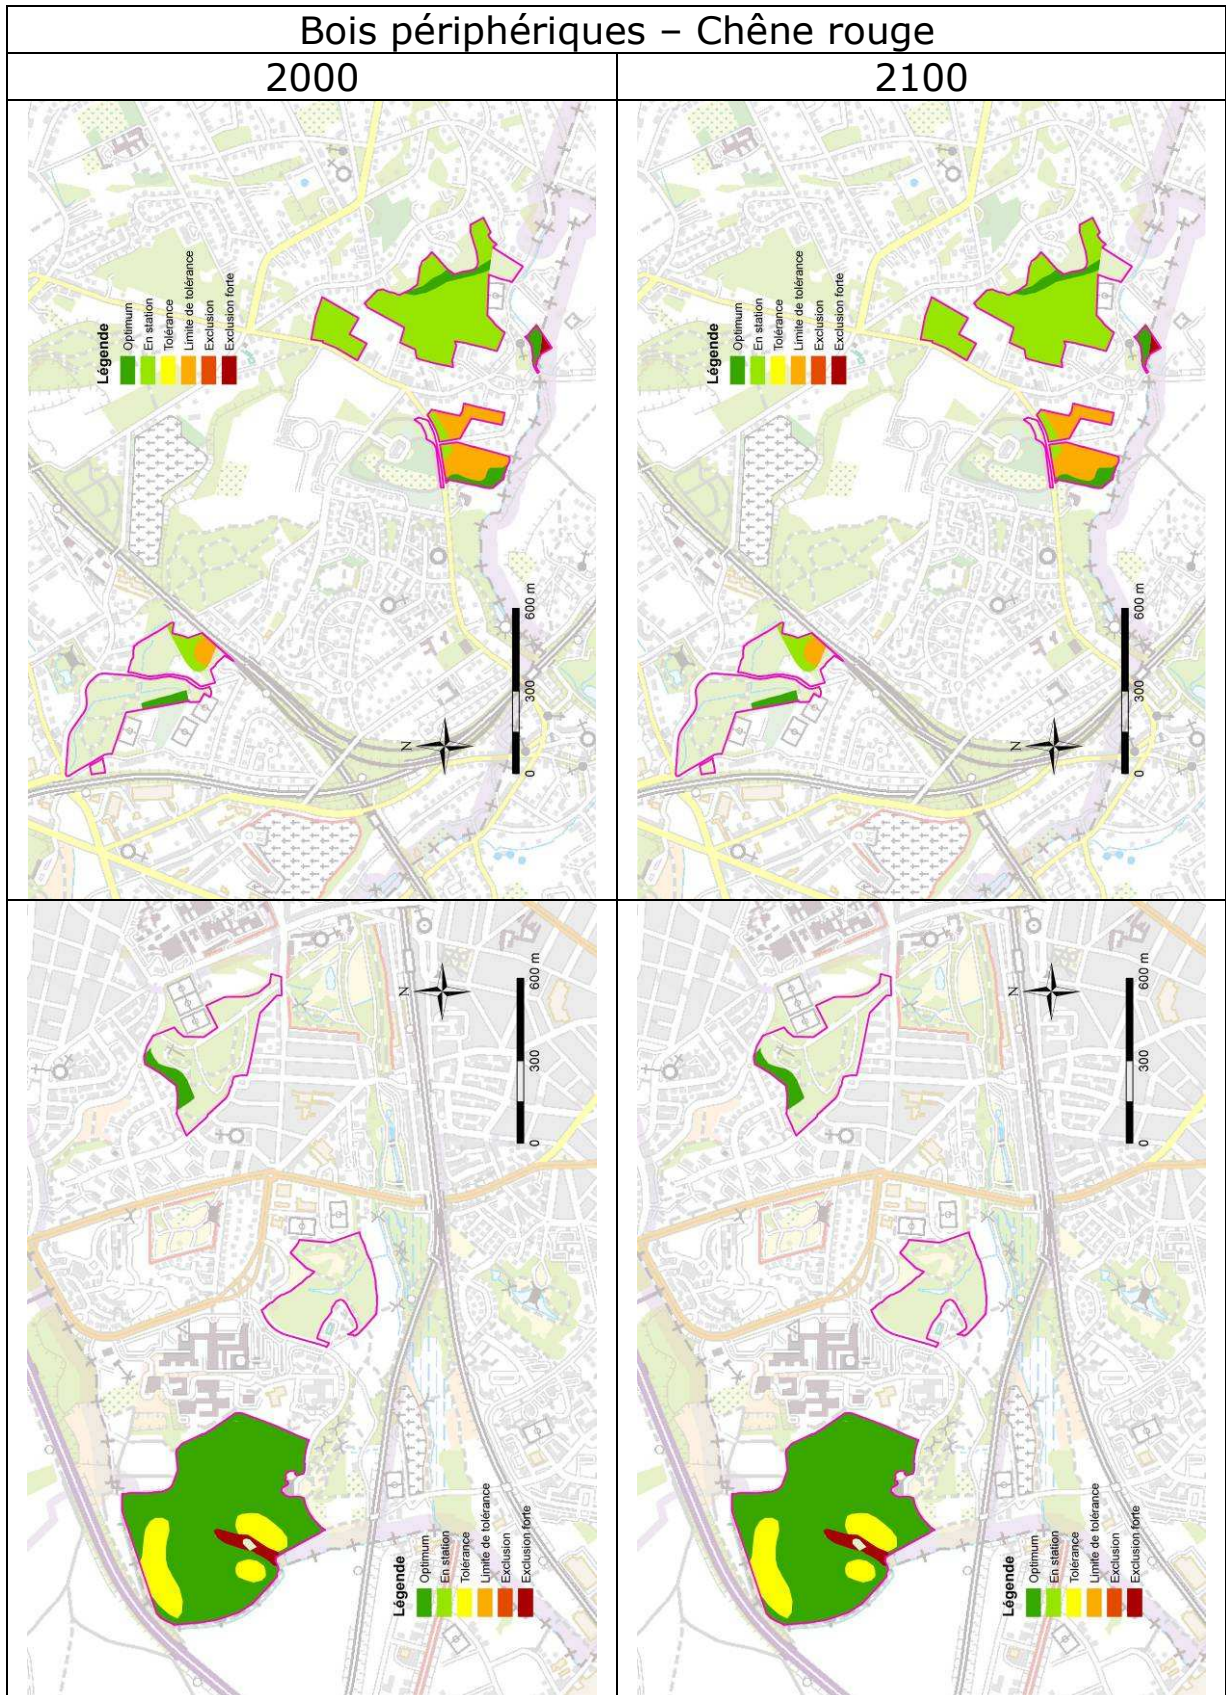 Bois périphériques – Chêne rouge
2000
2100
Légende
Optimum
En station
Tolérance
Limite de tolérance
Exclusion
Exclusion forte
N
0
300
600 m
Légende
Optimum
En station
Tolérance
Limite de tolérance
Exclusion
Exclusion forte
N
0
300
600 m
N
0
300
600 m
Légende
Optimum
En station
Tolérance
Limite de tolérance
Exclusion
Exclusion forte
N
0
300
600 m
Légende
Optimum
En station
Tolérance
Limite de tolérance
Exclusion
Exclusion forte